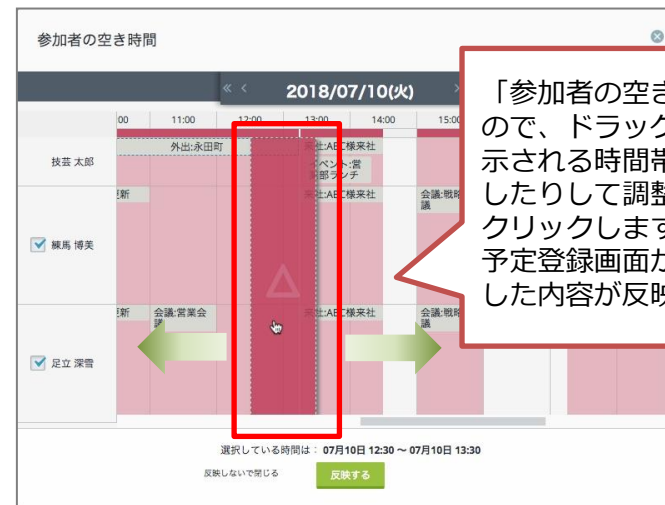 参加者の空き時間
2018/07/10(火)
00 11:00 12:00 13:00 14:00 15:00
技芸 太郎
外出:永田町
来社:ABC様来社
イベント:営
部ランチ
練馬 博美
更新
来社:ABC様来社
会議:戦略
議
足立 深雪
更新
会議:営業会
議
来社:ABC様来社
会議:戦略
議
選択している時間は : 07月10日 12:30 ~ 07月10日 13:30
反映しないで閉じる
反映する
「参加者の空き
ので、ドラック
示される時間帯
したりして調整
クリックします
予定登録画面が
した内容が反映